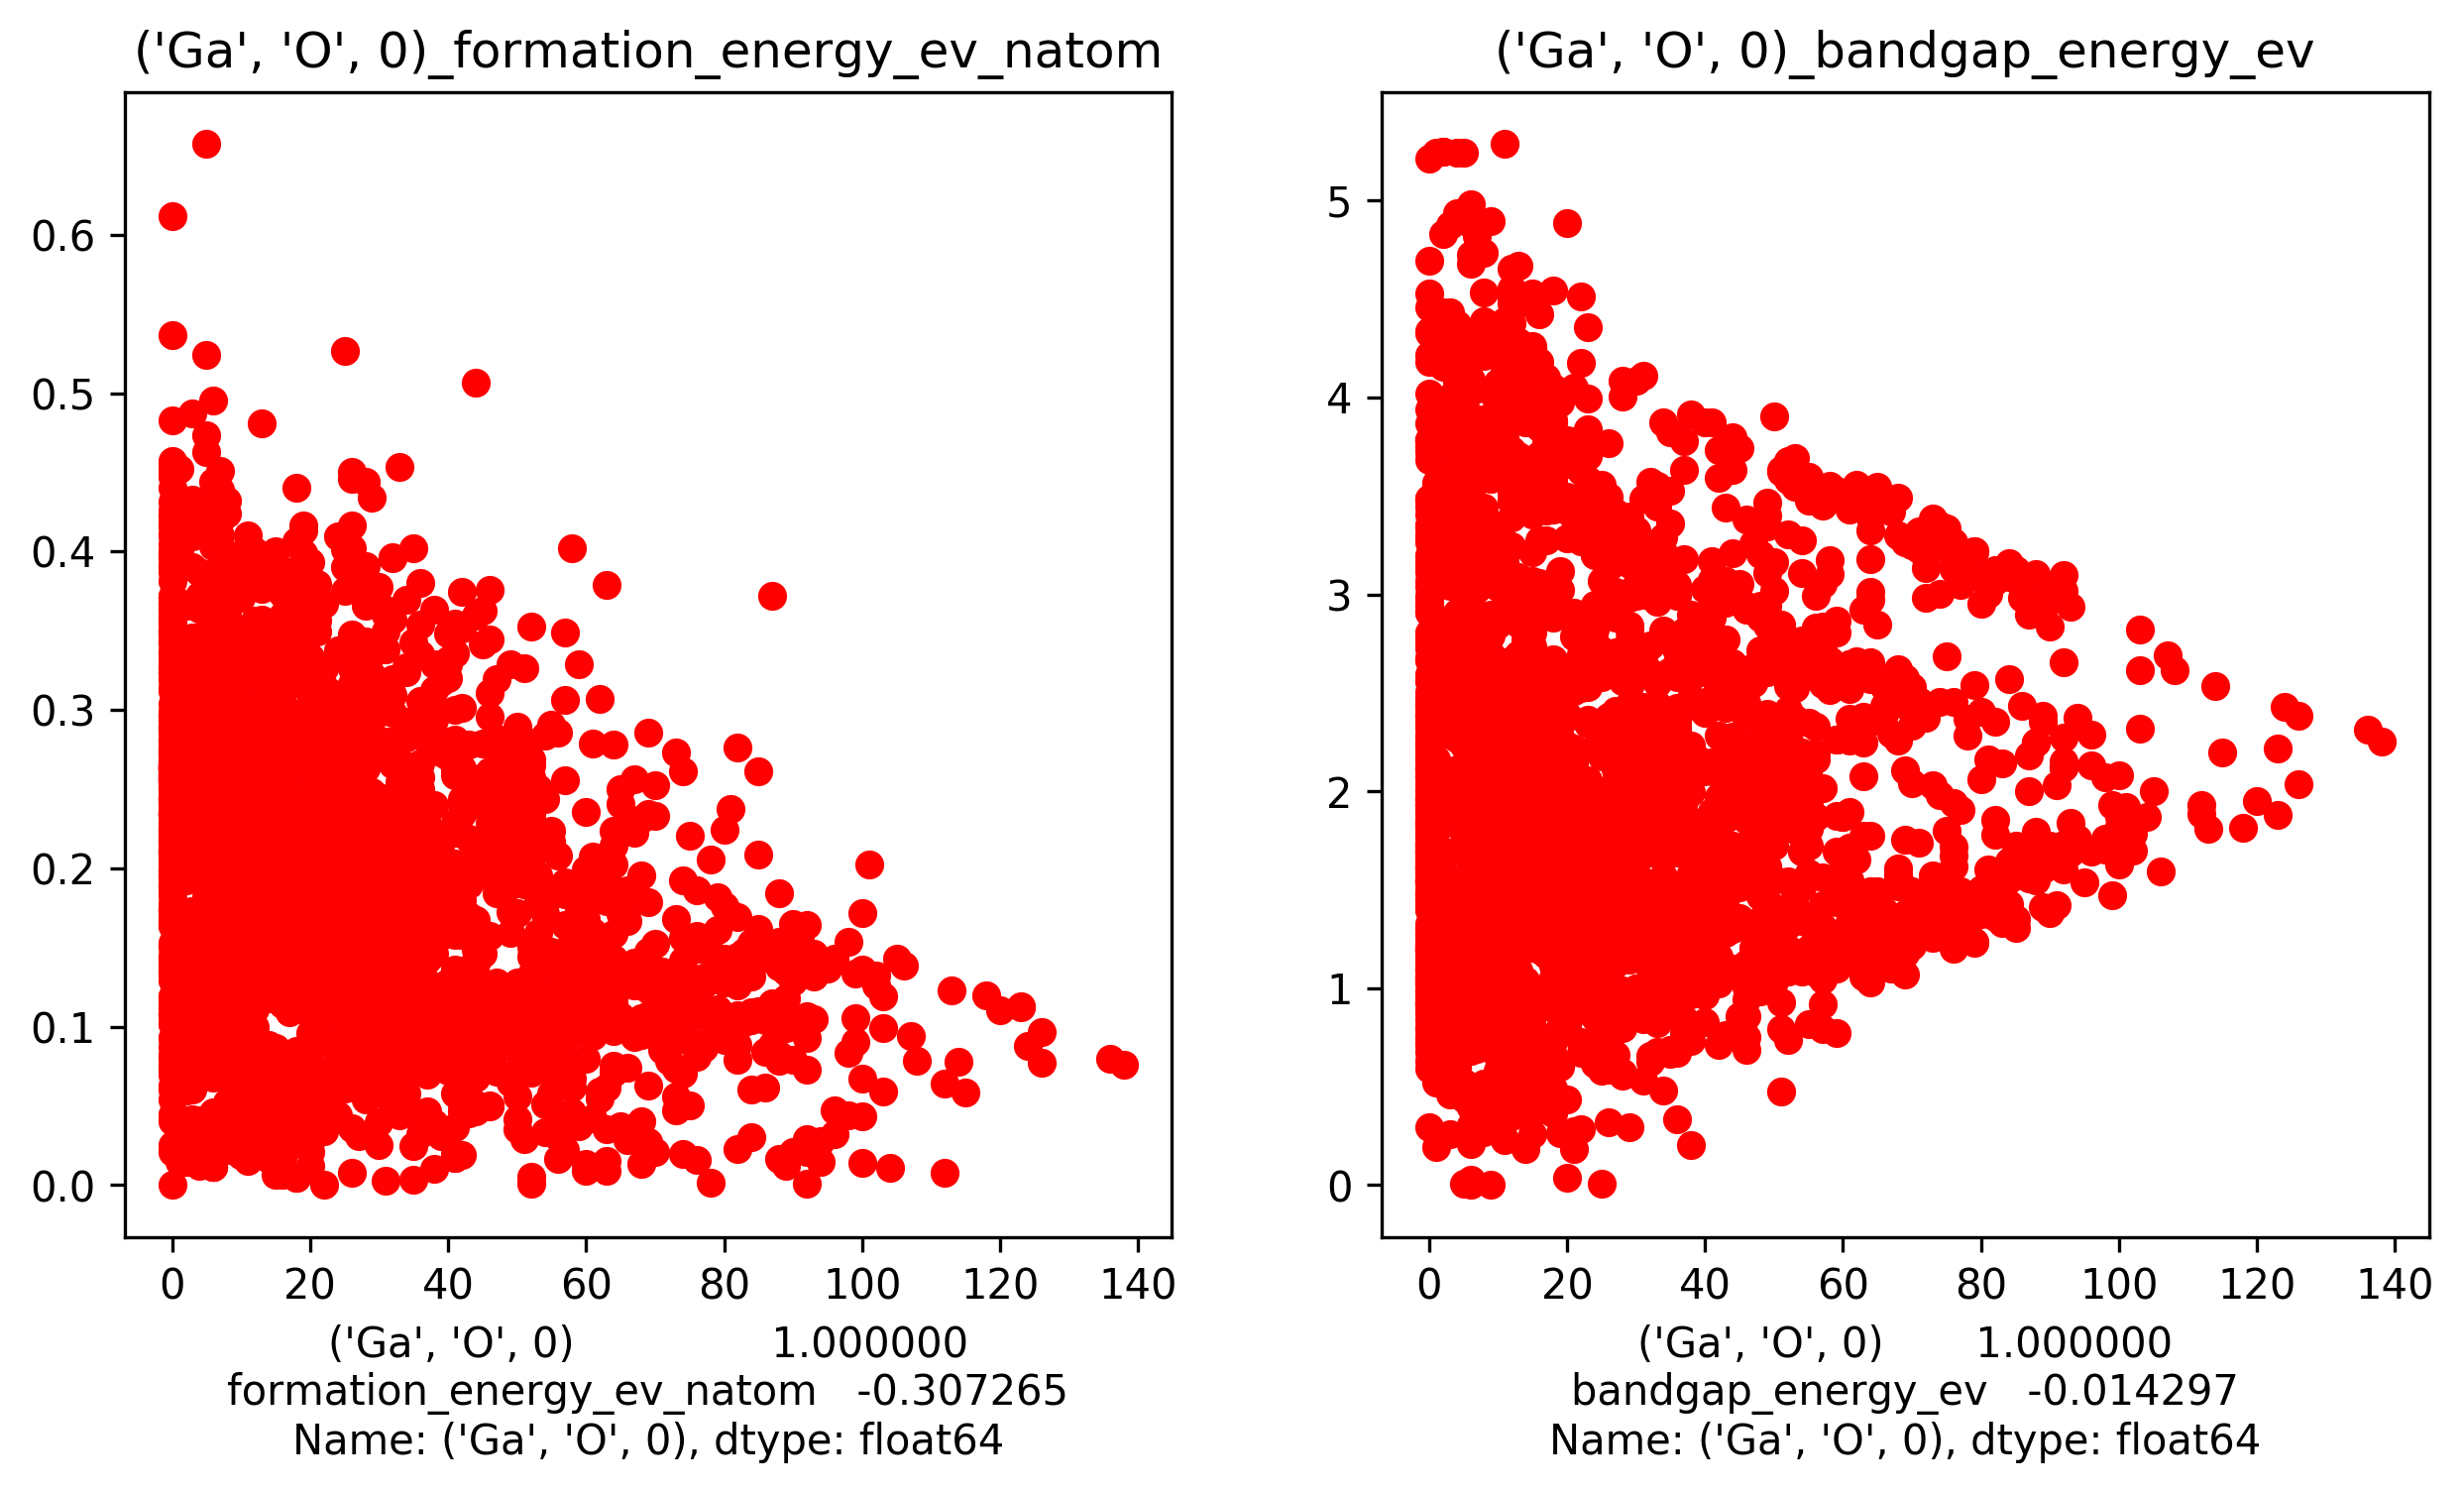 ('Ga', 'O', 0)_formation_energy_ev_natom
0.6
0.5
0.4
0.3
0.2
0.1
0.0
0 20 40 60 80 100 120 140
('Ga', 'O', 0) 1.000000
formation_energy_ev_natom -0.307265
Name: ('Ga', 'O', 0), dtype: float64
('Ga', 'O', 0)_bandgap_energy_ev
5
4
3
2
1
0
0 20 40 60 80 100 120 140
('Ga', 'O', 0) 1.000000
bandgap_energy_ev -0.014297
Name: ('Ga', 'O', 0), dtype: float64